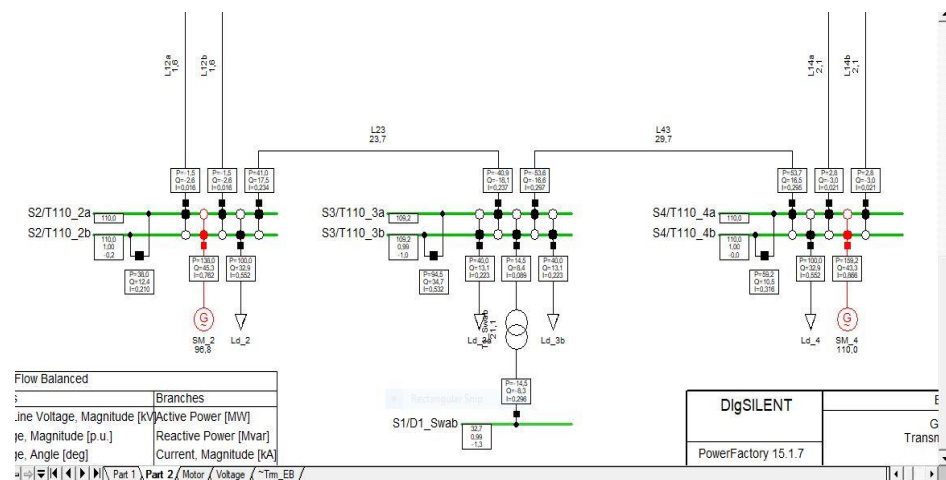 L12a
1,6
L12b
1,6
L14a
2,1
L14b
2,1
L23
23,7
L43
29,7
P=-1,5
Q=-2,6
I=0,016
P=-1,5
Q=-2,6
I=0,016
P=41,0
Q=17,5
I=0,234
P=-40,9
Q=-18,1
I=0,237
P=-53,6
Q=-16,6
I=0,297
P=53,7
Q=16,5
I=0,295
P=2,8
Q=-3,0
I=0,021
P=2,8
Q=-3,0
I=0,021
S2/T110_2a
110,0
S3/T110_3a
109,2
S4/T110_4a
110,0
S2/T110_2b
110,0
1,00
-0,2
S3/T110_3b
109,2
0,99
-1,0
S4/T110_4b
110,0
1,00
-0,0
P=38,0
Q=12,4
I=0,210
P=138,0
Q=45,3
I=0,762
P=100,0
Q=32,9
I=0,552
P=94,5
Q=34,7
I=0,532
P=40,0
Q=13,1
I=0,223
P=14,5
Q=8,4
I=0,089
P=40,0
Q=13,1
I=0,223
P=59,2
Q=10,5
I=0,316
P=100,0
Q=32,9
I=0,552
P=159,2
Q=43,3
I=0,866
G
~
SM_2
96,8
Ld_2
21,1
Ld_3b
Ld_4
G
~
SM_4
110,0
P=-14,5
Q=-8,3
I=0,296
S1/D1_Swab
32,7
0,99
-1,3
Rectangular Snip
Flow Balanced
s
Branches
Line Voltage, Magnitude [kV]
Active Power [MW]
ge, Magnitude [p.u.]
Reactive Power [Mvar]
ge, Angle [deg]
Current, Magnitude [kA]
DIgSILENT
PowerFactory 15.1.7
E
G
Transm
Part 1
Part 2
Motor
Voltage
~Trn_EB